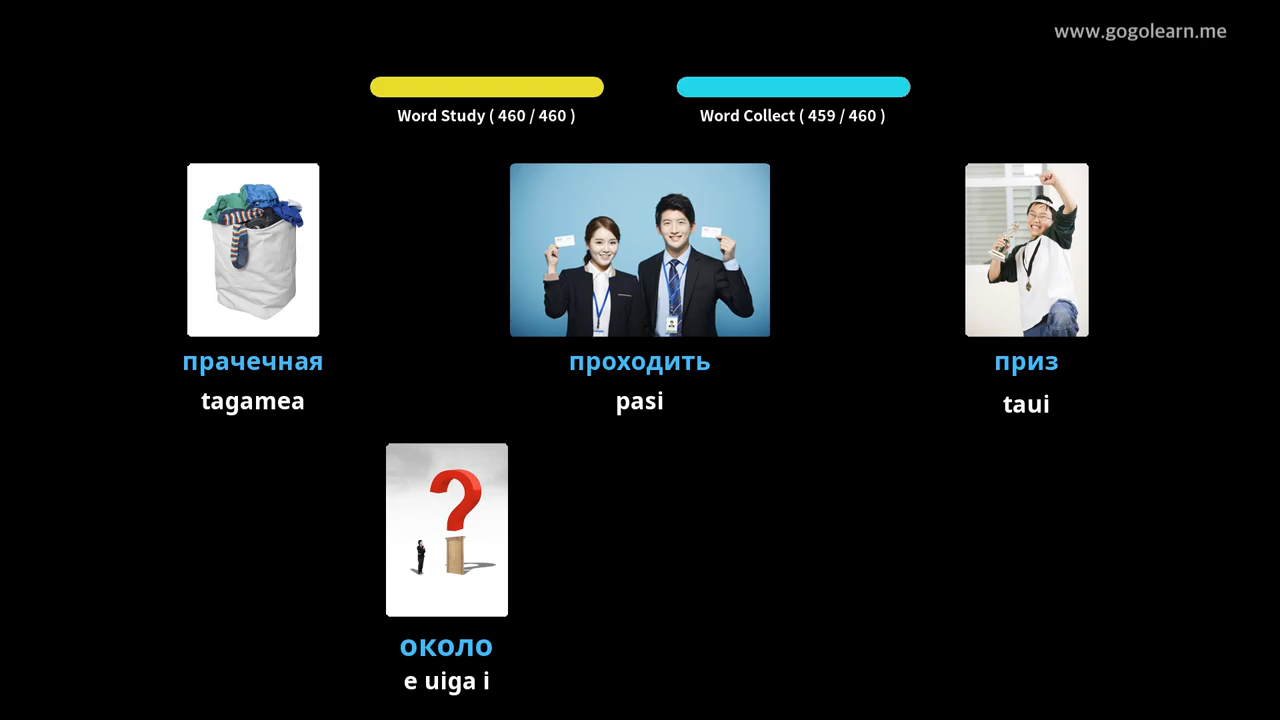 www.gogolearn.me
Word Study ( 460 / 460 )
Word Collect ( 459 / 460 )
прачечная
tagamea
проходить
pasi
приз
taui
около
e uiga i